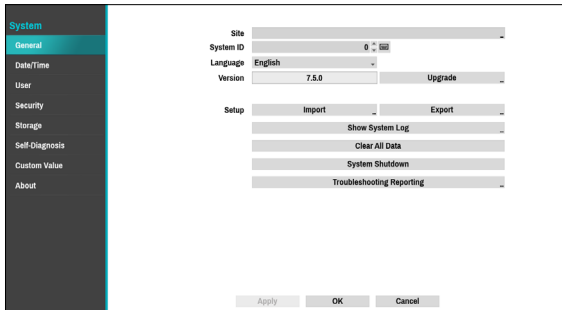 System
General
Date/Time
User
Security
Storage
Self-Diagnosis
Custom Value
About
Site
System ID 0
Language English
Version 7.5.0 Upgrade
Setup Import Export
Show System Log
Clear All Data
System Shutdown
Troubleshooting Reporting
Apply OK Cancel